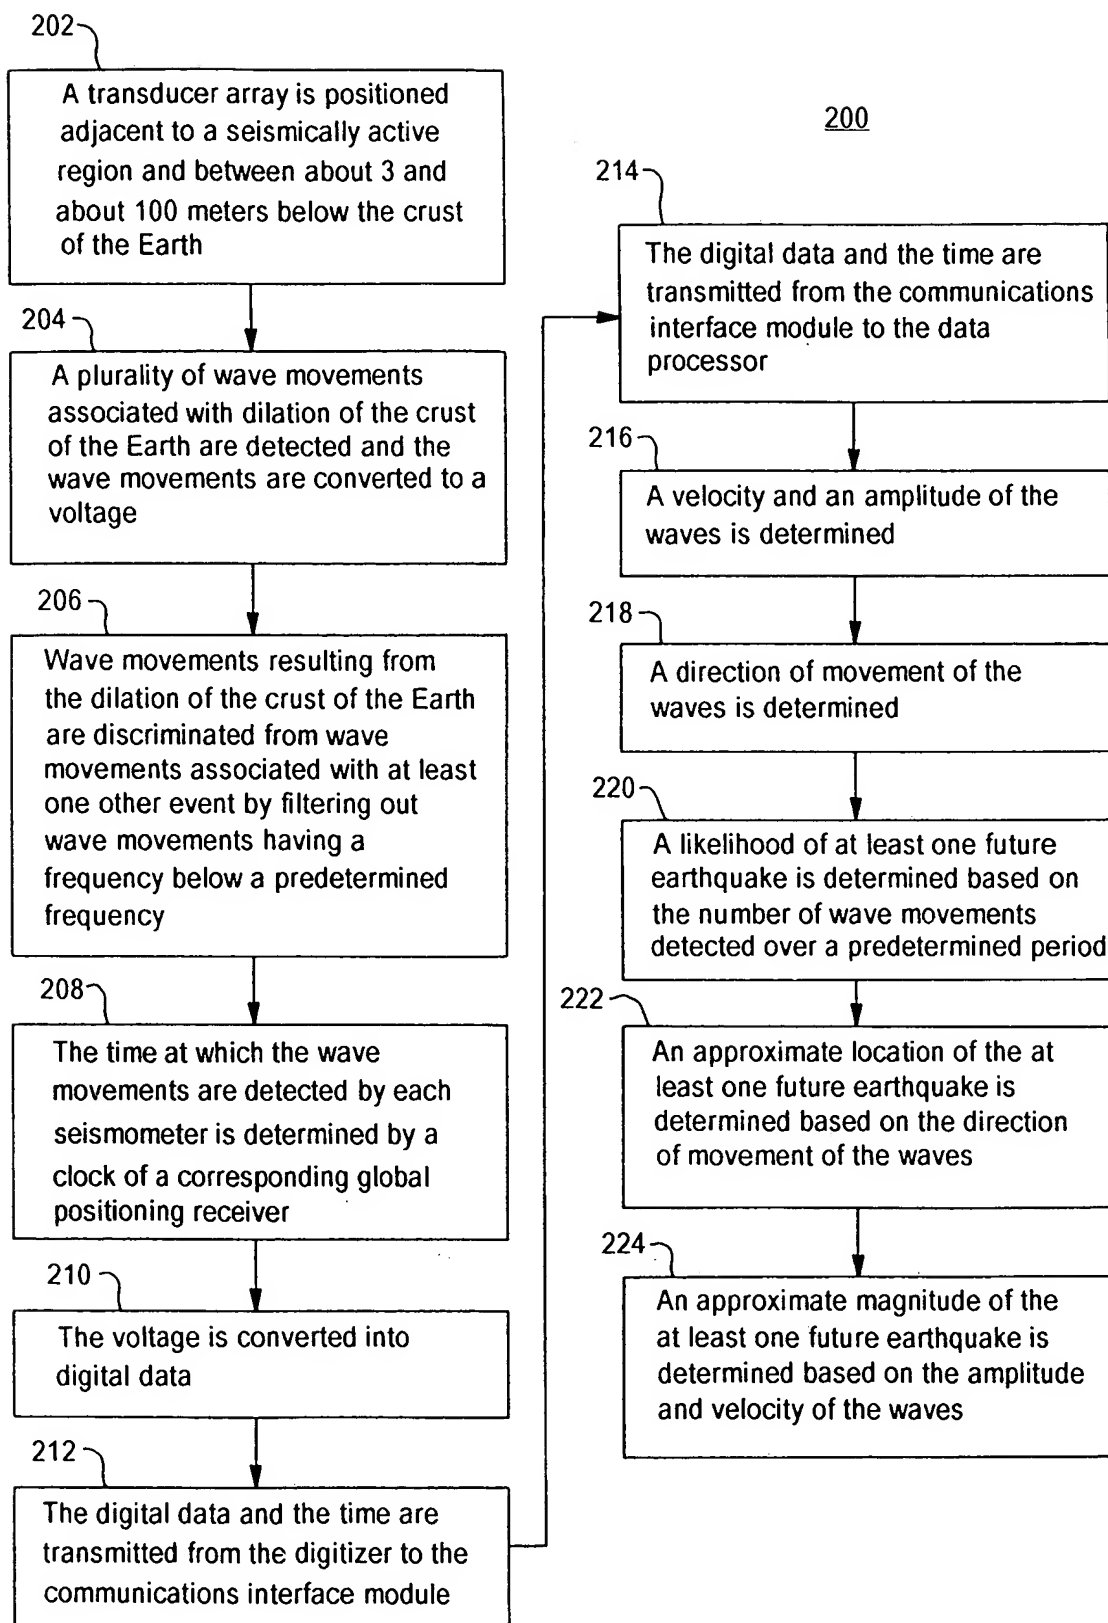 202
A transducer array is positioned
adjacent to a seismically active
region and between about 3 and
about 100 meters below the crust
of the Earth
204
A plurality of wave movements
associated with dilation of the crust
of the Earth are detected and the
wave movements are converted to a
voltage
206
Wave movements resulting from
the dilation of the crust of the Earth
are discriminated from wave
movements associated with at least
one other event by filtering out
wave movements having a
frequency below a predetermined
frequency
208
The time at which the wave
movements are detected by each
seismometer is determined by a
clock of a corresponding global
positioning receiver
210
The voltage is converted into
digital data
212
The digital data and the time are
transmitted from the digitizer to the
communications interface module
200
214
The digital data and the time are
transmitted from the communications
interface module to the data
processor
216
A velocity and an amplitude of the
waves is determined
218
A direction of movement of the
waves is determined
220
A likelihood of at least one future
earthquake is determined based on
the number of wave movements
detected over a predetermined period
222
An approximate location of the at
least one future earthquake is
determined based on the direction
of movement of the waves
224
An approximate magnitude of the
at least one future earthquake is
determined based on the amplitude
and velocity of the waves